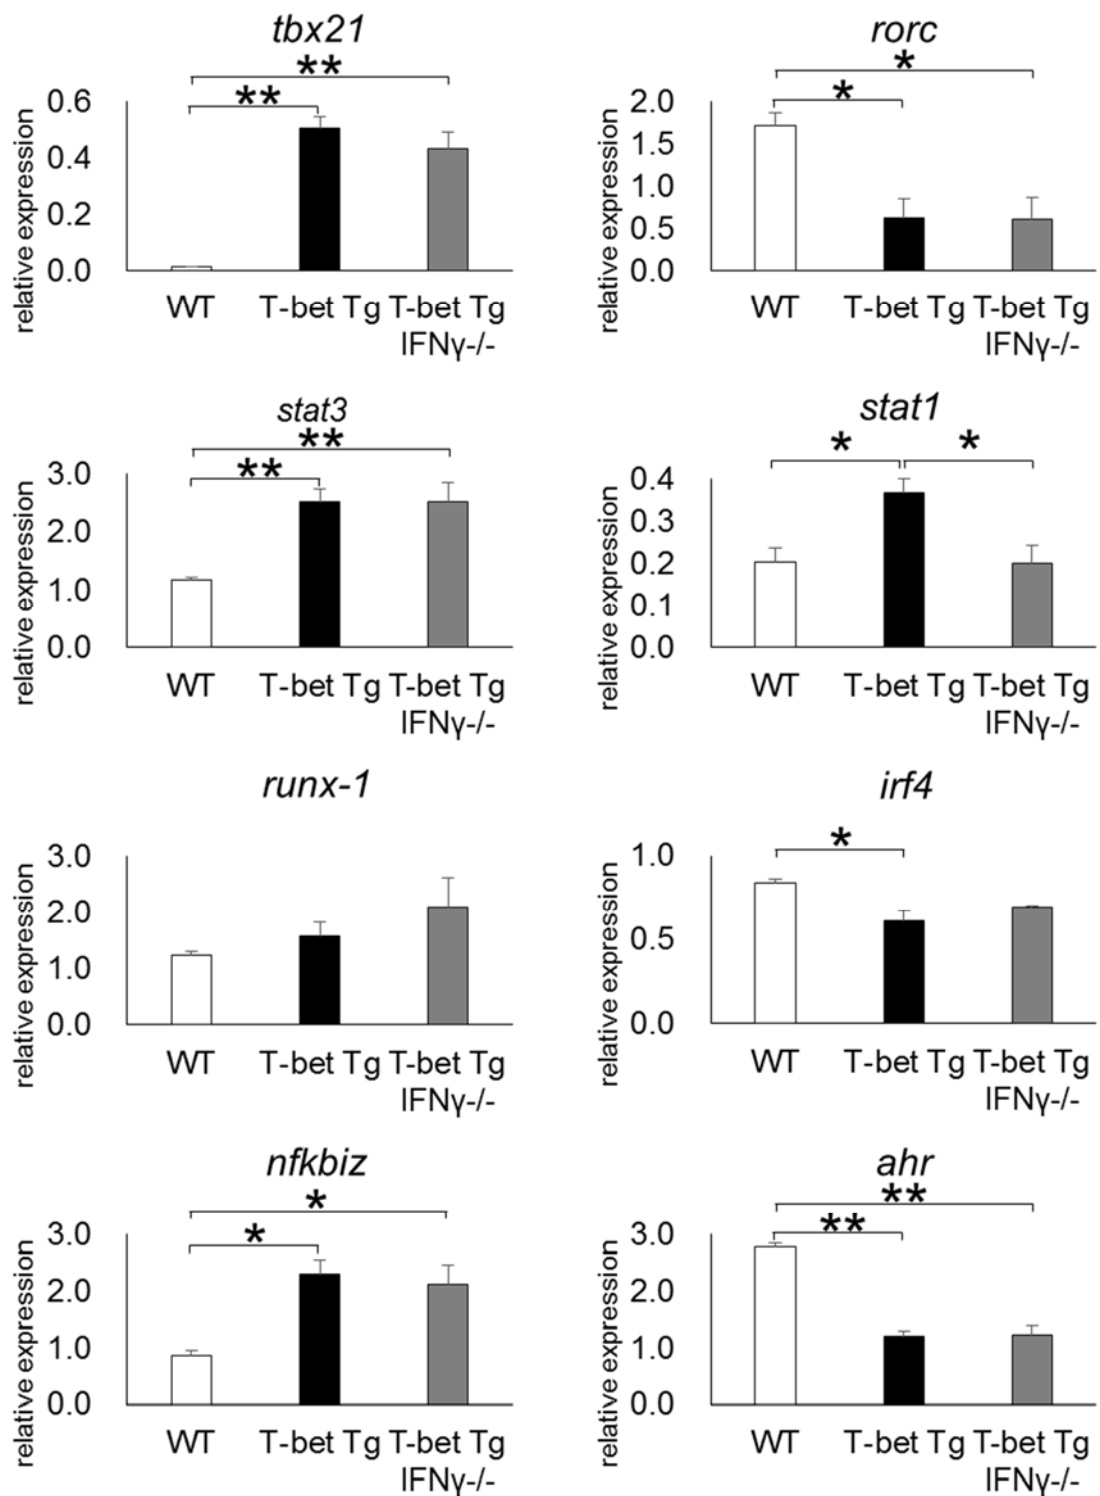 tbx21
**
**
relative expression
0.6
0.4
0.2
0.0
WT
T-bet Tg
T-bet Tg
IFNγ-/-
rorc
*
*
relative expression
2.0
1.5
1.0
0.5
0.0
WT
T-bet Tg
T-bet Tg
IFNγ-/-
stat3
**
**
relative expression
3.0
2.0
1.0
0.0
WT
T-bet Tg
T-bet Tg
IFNγ-/-
stat1
*
*
relative expression
0.4
0.3
0.2
0.1
0.0
WT
T-bet Tg
T-bet Tg
IFNγ-/-
runx-1
relative expression
3.0
2.0
1.0
0.0
WT
T-bet Tg
T-bet Tg
IFNγ-/-
irf4
*
relative expression
1.0
0.5
0.0
WT
T-bet Tg
T-bet Tg
IFNγ-/-
nfkbiz
*
*
relative expression
3.0
2.0
1.0
0.0
WT
T-bet Tg
T-bet Tg
IFNγ-/-
ahr
**
**
relative expression
3.0
2.0
1.0
0.0
WT
T-bet Tg
T-bet Tg
IFNγ-/-